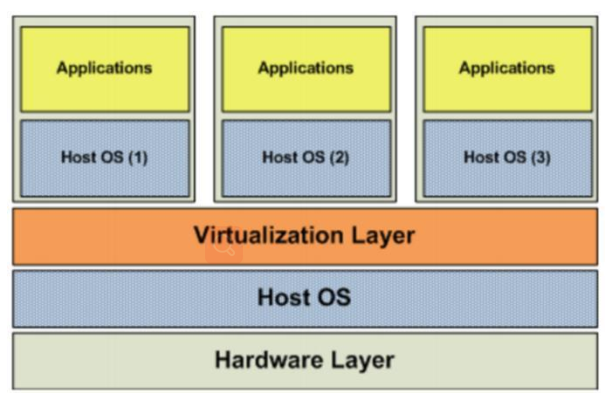 Applications
Applications
Applications
Host OS (1)
Host OS (2)
Host OS (3)
Virtualization Layer
Host OS
Hardware Layer